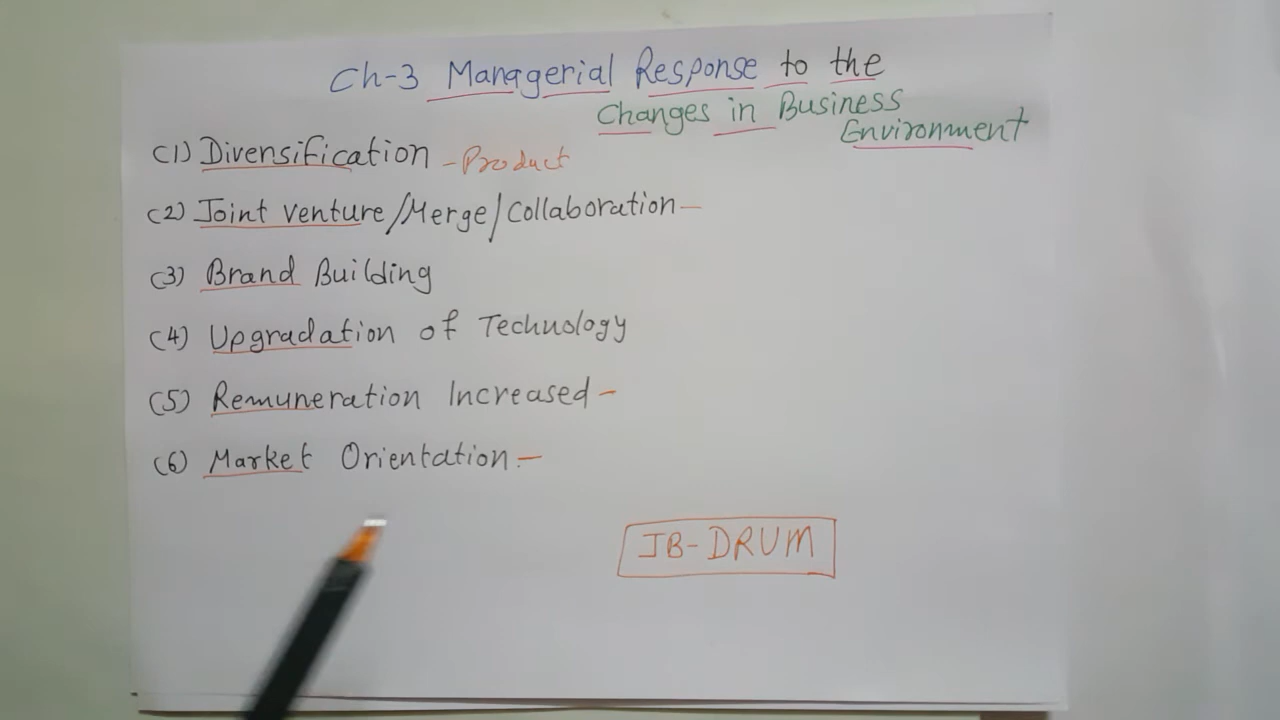 Ch-3 Managerial Response to the
Changes in Business
Environment
(1) Diversification - Product
(2) Joint venture/Merge/Collaboration -
(3) Brand Building
(4) Upgradation of Technology
(5) Remuneration Increased -
(6) Market Orientation. -
JB-DRUM